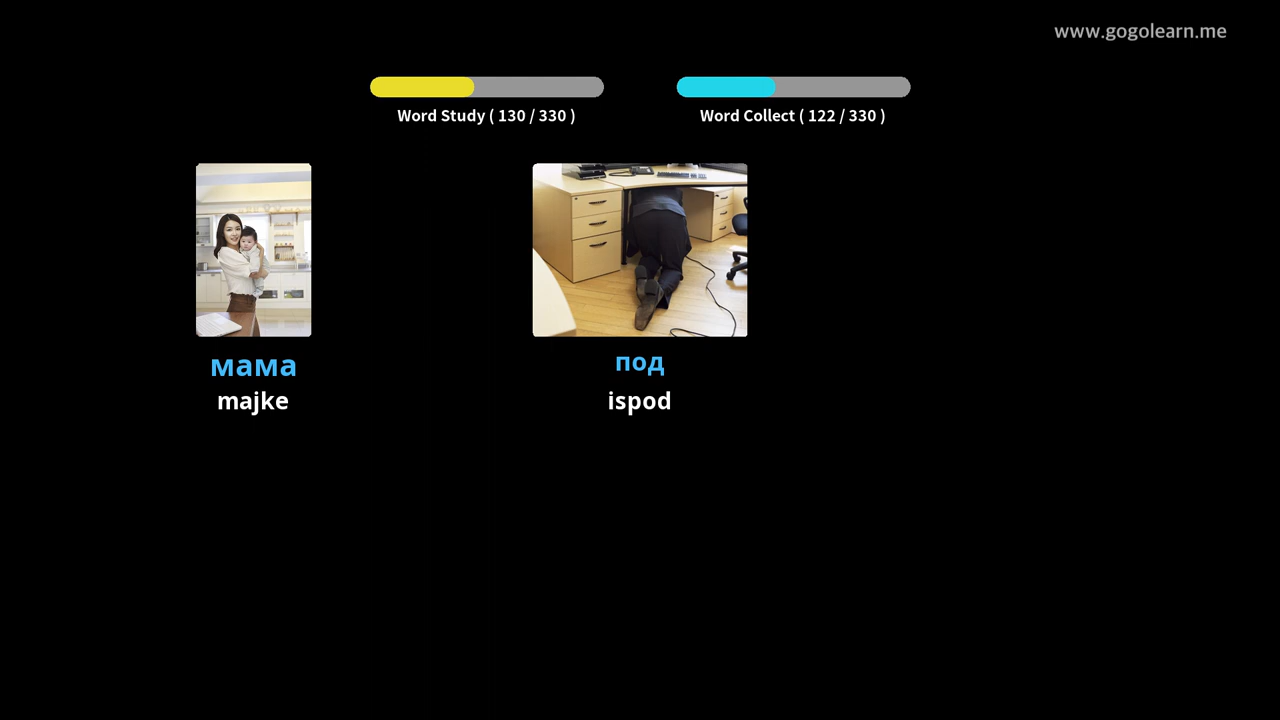 www.gogolearn.me
Word Study ( 130 / 330 )
Word Collect ( 122 / 330 )
мама
majke
под
ispod